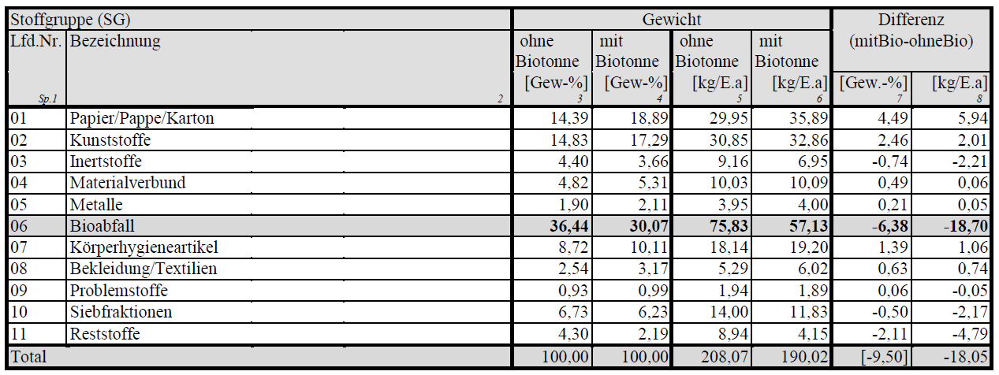 Stoffgruppe (SG) Gewicht Differenz
Lfd.Nr. Bezeichnung ohne mit ohne mit (mitBio-ohneBio)
Biotonne Biotonne Biotonne Biotonne
[Gew-%] [Gew-%] [kg/E.a] [kg/E.a] [Gew.-%] [kg/E.a]
Sp.1 2 3 4 5 6 7 8
01 Papier/Pappe/Karton 14,39 18,89 29,95 35,89 4,49 5,94
02 Kunststoffe 14,83 17,29 30,85 32,86 2,46 2,01
03 Inertstoffe 4,40 3,66 9,16 6,95 -0,74 -2,21
04 Materialverbund 4,82 5,31 10,03 10,09 0,49 0,06
05 Metalle 1,90 2,11 3,95 4,00 0,21 0,05
06 Bioabfall 36,44 30,07 75,83 57,13 -6,38 -18,70
07 Körperhygieneartikel 8,72 10,11 18,14 19,20 1,39 1,06
08 Bekleidung/Textilien 2,54 3,17 5,29 6,02 0,63 0,74
09 Problemstoffe 0,93 0,99 1,94 1,89 0,06 -0,05
10 Siebfraktionen 6,73 6,23 14,00 11,83 -0,50 -2,17
11 Reststoffe 4,30 2,19 8,94 4,15 -2,11 -4,79
Total 100,00 100,00 208,07 190,02 [-9,50] -18,05